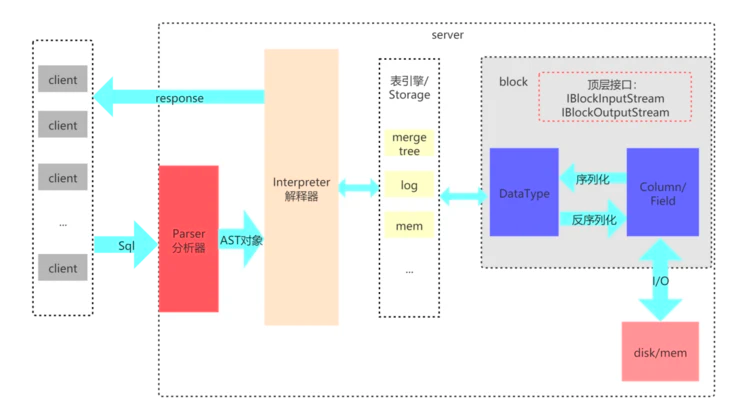 server
client
client
client
...
client
response
Sql
Parser
分析器
AST对象
Interpreter
解释器
表引擎/
Storage
merge
tree
log
mem
...
block
顶层接口：
IBlockInputStream
IBlockOutputStream
DataType
序列化
反序列化
Column/
Field
I/O
disk/mem